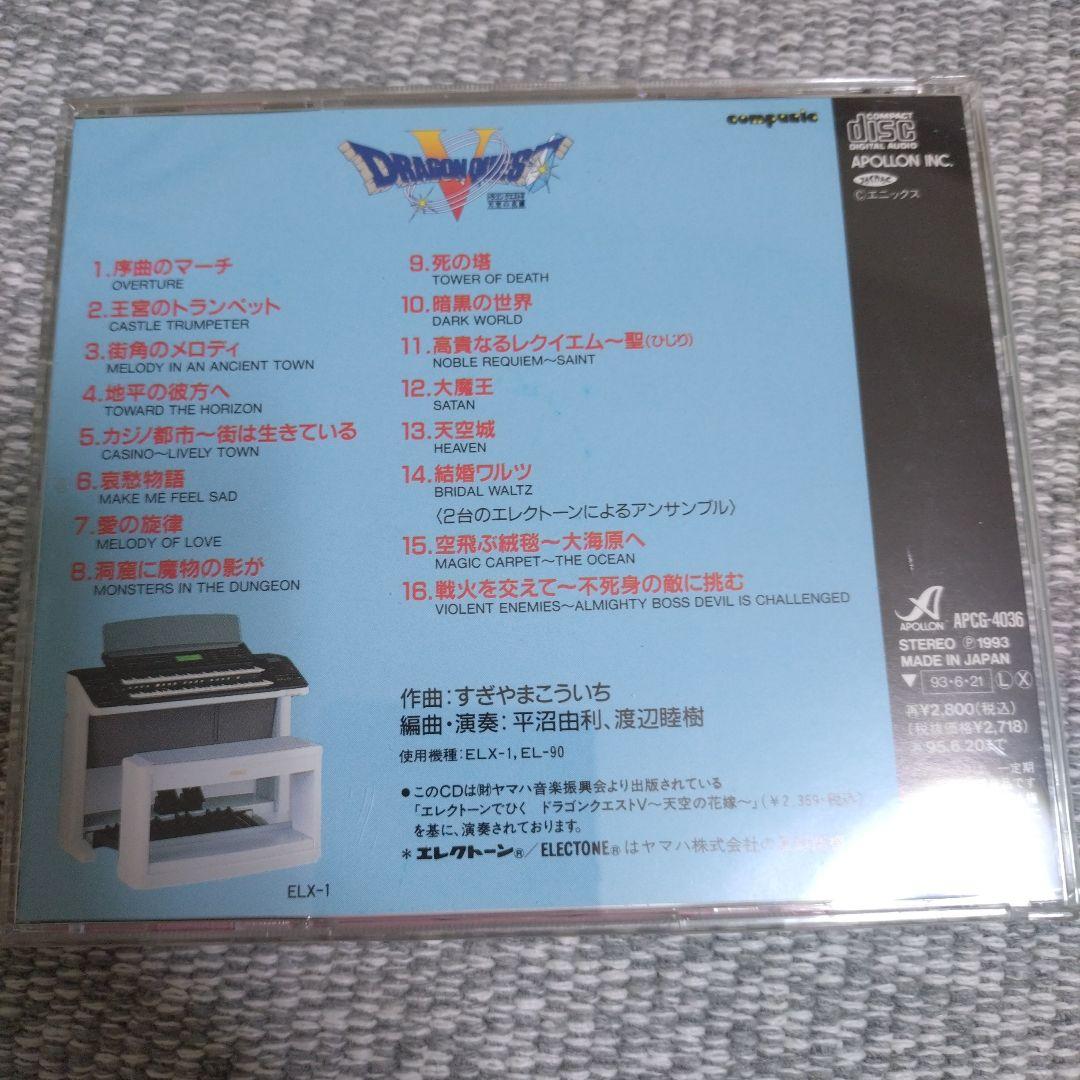 compusic
DRAGON QUEST
V
1.序曲のマーチ
OVERTURE
2.王宮のトランペット
CASTLE TRUMPETER
3.街角のメロディ
MELODY IN AN ANCIENT TOWN
4.地平の彼方へ
TOWARD THE HORIZON
5.カジノ都市〜街は生きている
CASINO〜LIVELY TOWN
6.哀愁物語
MAKE ME FEEL SAD
7.愛の旋律
MELODY OF LOVE
8.洞窟に魔物の影が
MONSTERS IN THE DUNGEON
9.死の塔
TOWER OF DEATH
10.暗黒の世界
DARK WORLD
11.高貴なるレクイエム〜聖(ひじり)
NOBLE REQUIEM〜SAINT
12.大魔王
SATAN
13.天空城
HEAVEN
14.結婚ワルツ
BRIDAL WALTZ
〈2台のエレクトーンによるアンサンブル〉
15.空飛ぶ絨毯〜大海原へ
MAGIC CARPET〜THE OCEAN
16.戦火を交えて〜不死身の敵に挑む
VIOLENT ENEMIES〜ALMIGHTY BOSS DEVIL IS CHALLENGED
作曲:すぎやまこういち
編曲・演奏:平沼由利、渡辺睦樹
使用機種:ELX-1,EL-90
●このCDは(財)ヤマハ音楽振興会より出版されている
「エレクトーンでひく ドラゴンクエストV〜天空の花嫁〜」(¥2,369・税込)
を基に、演奏されております。
*エレクトーン®/ELECTONE®はヤマハ株式会社の
ELX-1
COMPACT
disc
DIGITAL AUDIO
APOLLON INC.
JASRAC
©エニックス
APOLLON APCG-4036
STEREO Ⓟ1993
MADE IN JAPAN
▼ 93・6・21 L X
再¥2,800(税込)
(税抜価格¥2,718)
95.6.20まで
一定期